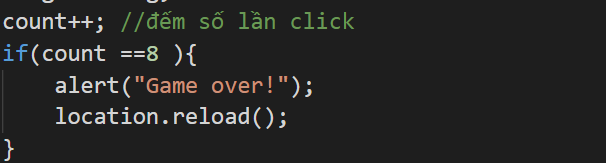 count++; //đếm số lần click
if(count ==8 ){
alert("Game over!");
location.reload();
}